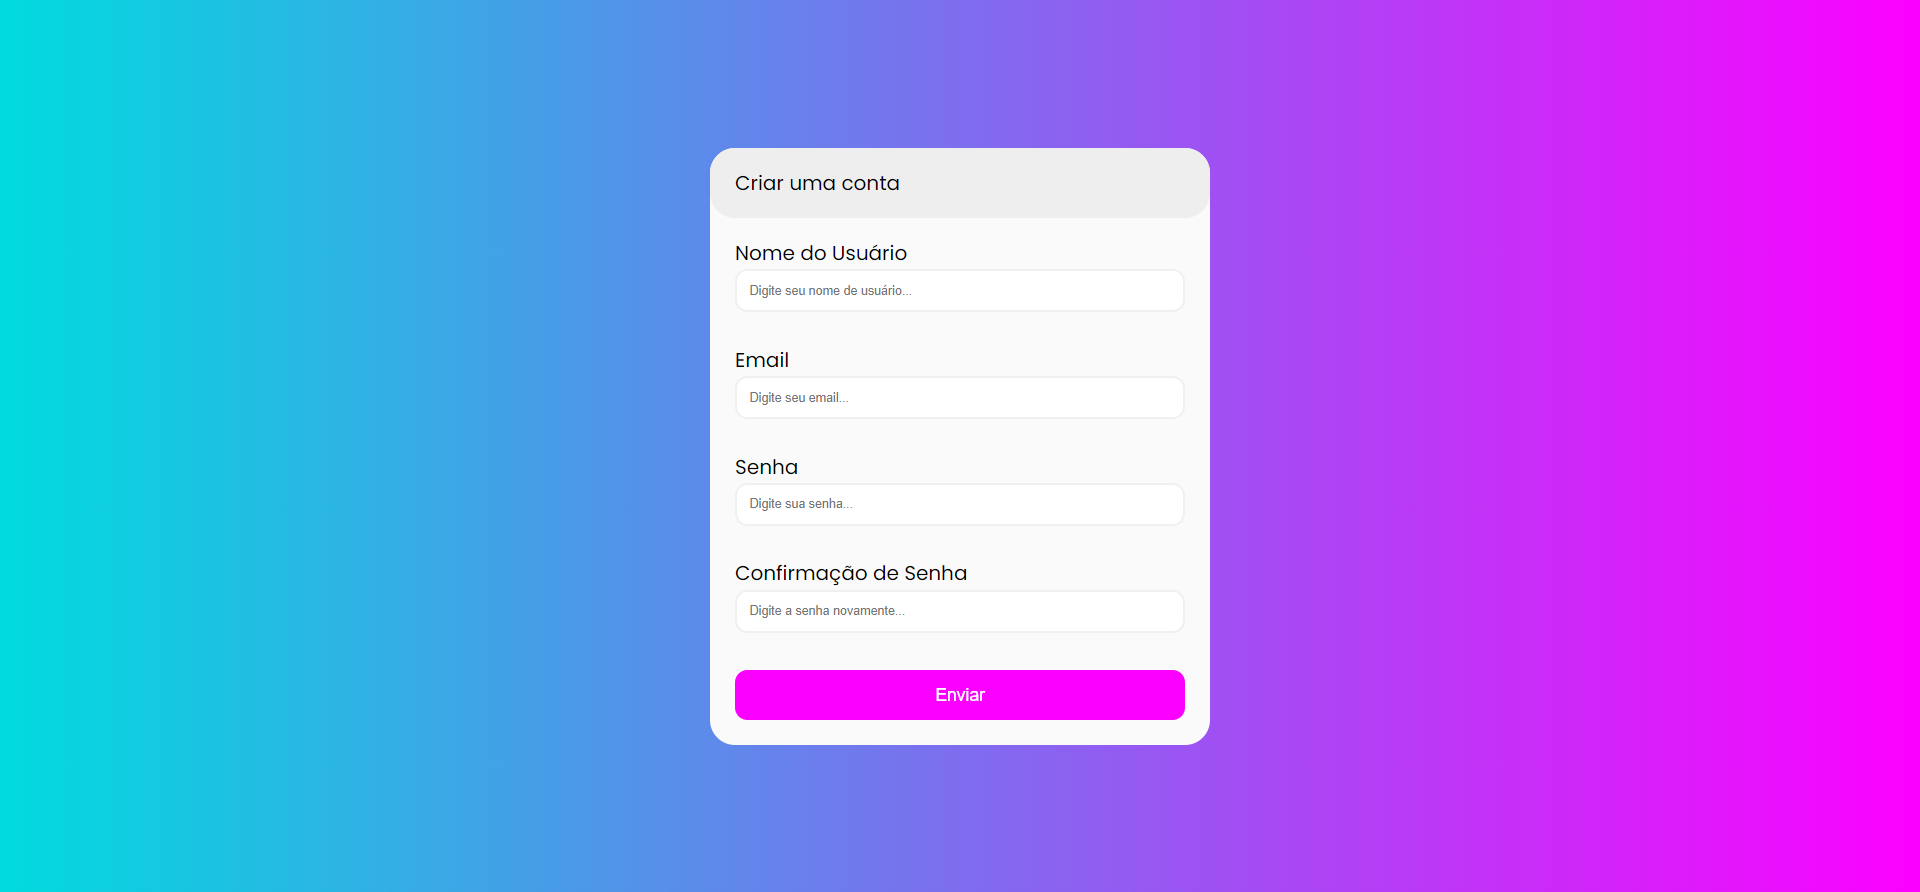 Criar uma conta
Nome do Usuário
Digite seu nome de usuário...
Email
Digite seu email...
Senha
Digite sua senha...
Confirmação de Senha
Digite a senha novamente...
Enviar